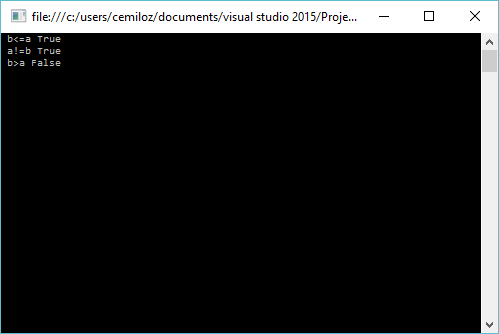 file:///c:/users/cemiloz/documents/visual studio 2015/Proje...
b<=a True
a!=b True
b>a False